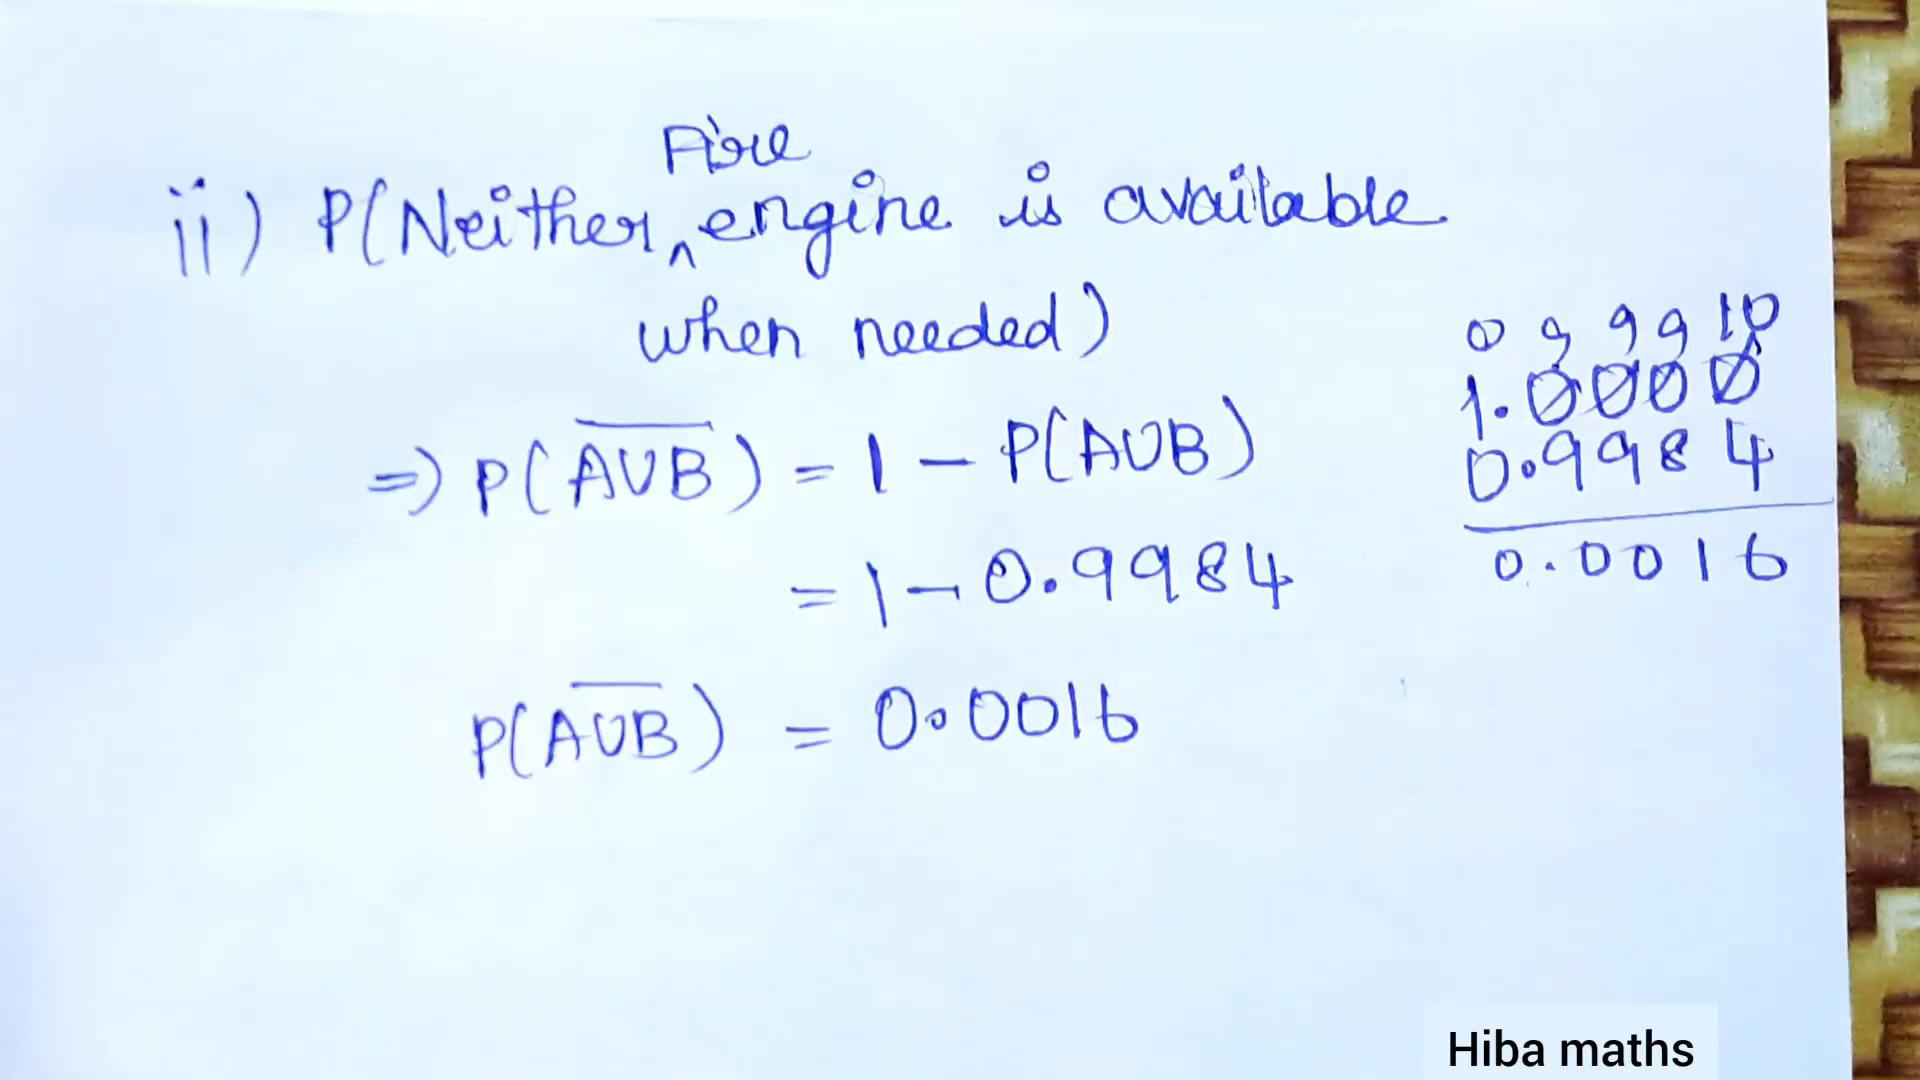 Fire
ii) P(Neither ^ engine is available
when needed)
⇒ P(A̅U̅B̅) = 1 - P(AUB)
= 1 - 0.9984
P(A̅U̅B̅) = 0.0016
0 9 9 9 10
1.0000
0.9984
0.0016
Hiba maths